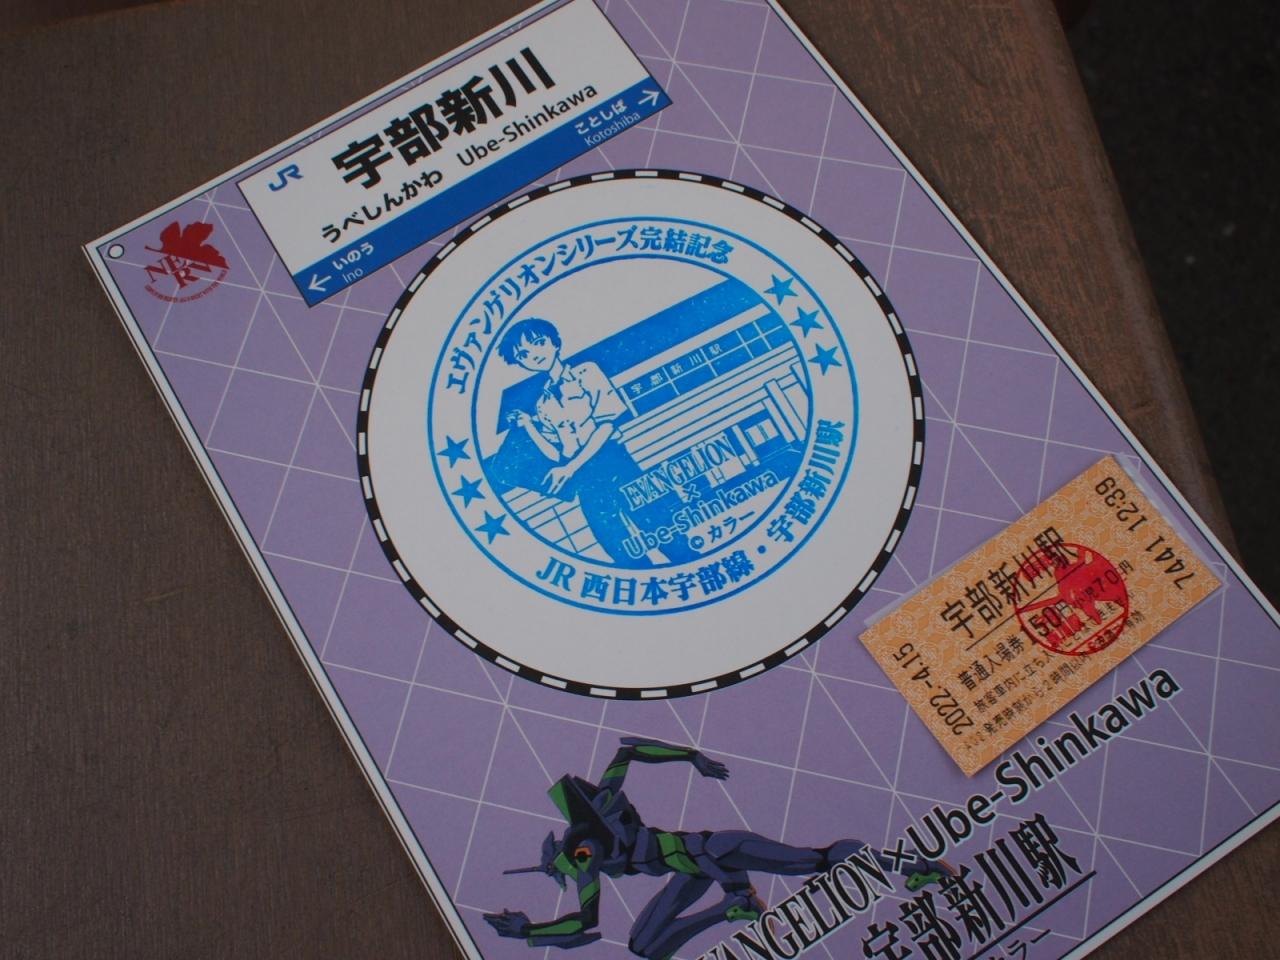 JR
宇部新川
うべしんかわ
Ube-Shinkawa
← いのう
Ino
ことしば →
Kotoshiba
NERV
エヴァンゲリオンシリーズ完結記念
宇部新川駅
EVANGELION
×
Ube-Shinkawa
©カラー
JR西日本宇部線・宇部新川駅
宇部新川駅
普通入場券 150円
2022.-4.15
7441 12:39
EVANGELION×Ube-Shinkawa
宇部新川駅
カラー